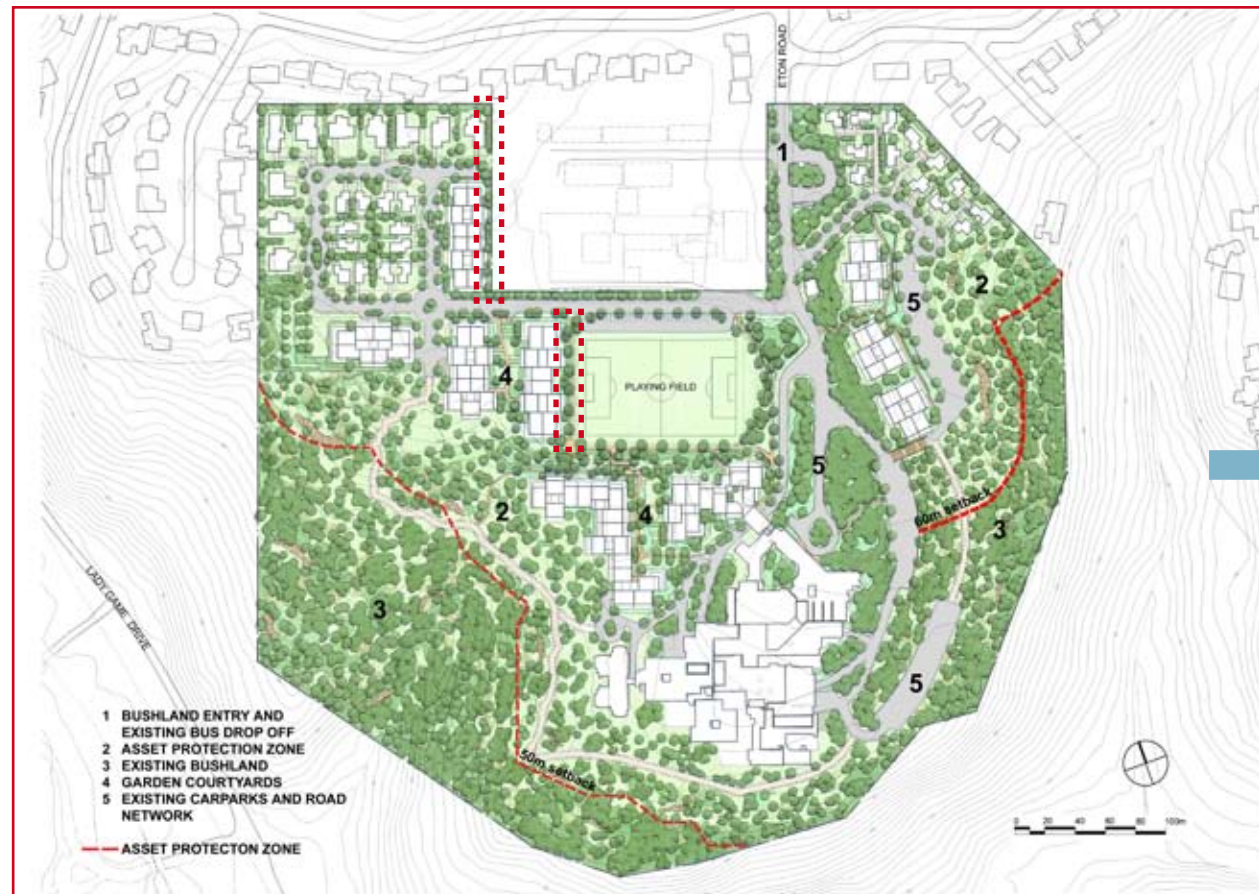 ETON ROAD
1
2
5
4
PLAYING FIELD
5
2
4
60m setback
3
3
LADY GAME DRIVE
5
50m setback
1 BUSHLAND ENTRY AND
EXISTING BUS DROP OFF
2 ASSET PROTECTION ZONE
3 EXISTING BUSHLAND
4 GARDEN COURTYARDS
5 EXISTING CARPARKS AND ROAD
NETWORK
ASSET PROTECTON ZONE
0 20 40 60 80 100m